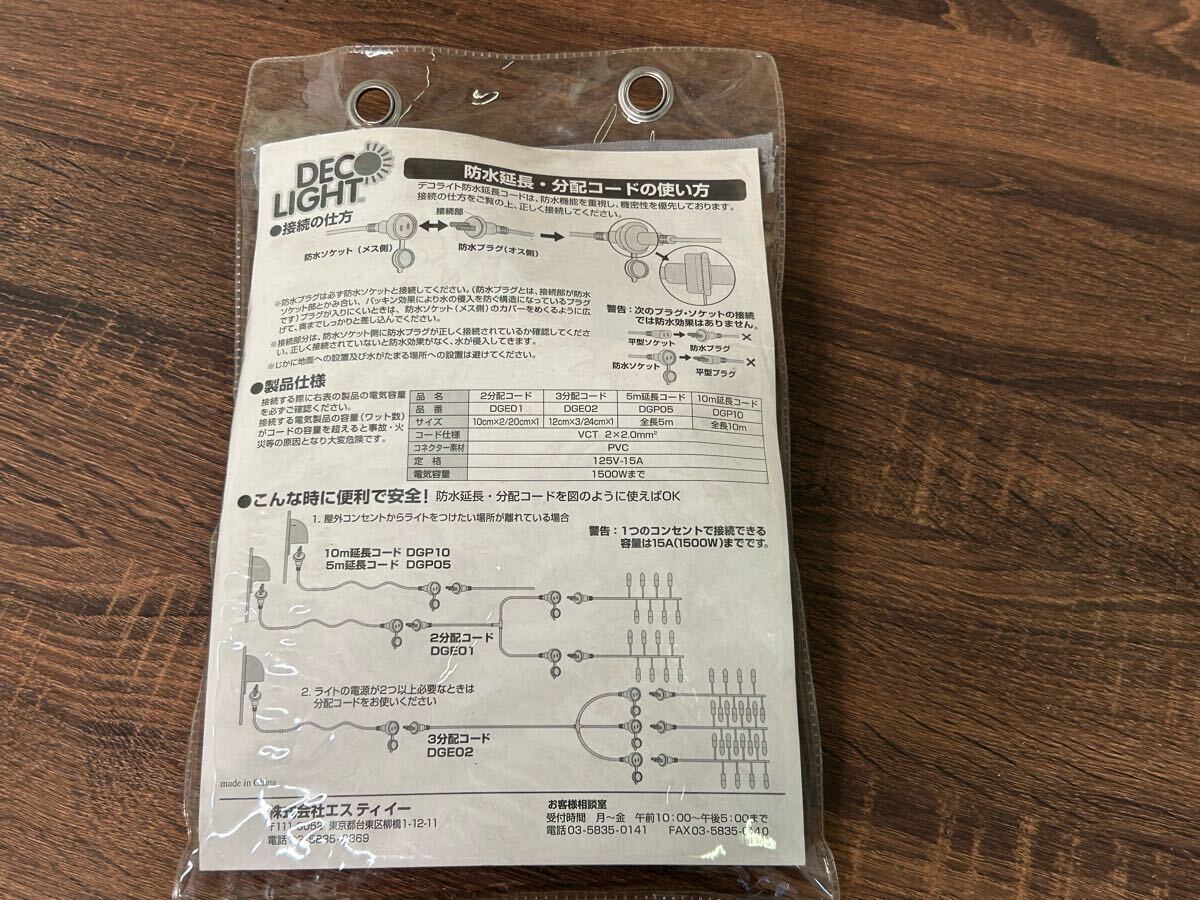 DECO
LIGHT
防水延長・分配コードの使い方
デコライト防水延長コードは、防水機能を重視し、機密性を優先しております。
接続の仕方をご覧の上、正しく接続してください。
●接続の仕方
接続部
防水ソケット(メス側)
防水プラグ(オス側)
※防水プラグは必ず防水ソケットと接続してください。(防水プラグとは、接続部が防水
ソケット部とかみ合い、パッキン効果により水の侵入を防ぐ構造になっているプラグ
です)プラグが入りにくいときは、防水ソケット(メス側)のカバーをめくるように広
げて、奥までしっかりと差し込んでください。
※接続部分は、防水ソケット側に防水プラグが正しく接続されているか確認してくださ
い。正しく接続されていないと防水効果がなく、水が侵入してきます。
※じかに地面への設置及び水がたまる場所への設置は避けてください。
警告:次のプラグ・ソケットの接続
では防水効果はありません。
平型ソケット 防水プラグ ×
防水ソケット 平型プラグ ×
●製品仕様
接続する際に右表の製品の電気容量
を必ずご確認ください。
接続する電気製品の容量(ワット数)
がコードの容量を超えると事故・火
災等の原因となり大変危険です。
品 名 2分配コード 3分配コード 5m延長コード 10m延長コード
品 番 DGE01 DGE02 DGP05 DGP10
サイズ 10cm×2/20cm×1 12cm×3/24cm×1 全長5m 全長10m
コード仕様 VCT 2×2.0mm²
コネクター素材 PVC
定 格 125V-15A
電気容量 1500Wまで
●こんな時に便利で安全! 防水延長・分配コードを図のように使えばOK
1. 屋外コンセントからライトをつけたい場所が離れている場合
警告:1つのコンセントで接続できる
容量は15A(1500W)までです。
10m延長コード DGP10
5m延長コード DGP05
2分配コード
DGE01
2. ライトの電源が2つ以上必要なときは
分配コードをお使いください
3分配コード
DGE02
made in China
株式会社エスティイー
〒111-0052 東京都台東区柳橋1-12-11
電話
お客様相談室
受付時間 月〜金 午前10:00〜午後5:00まで
電話03-5835-0141 FAX03-5835-0140